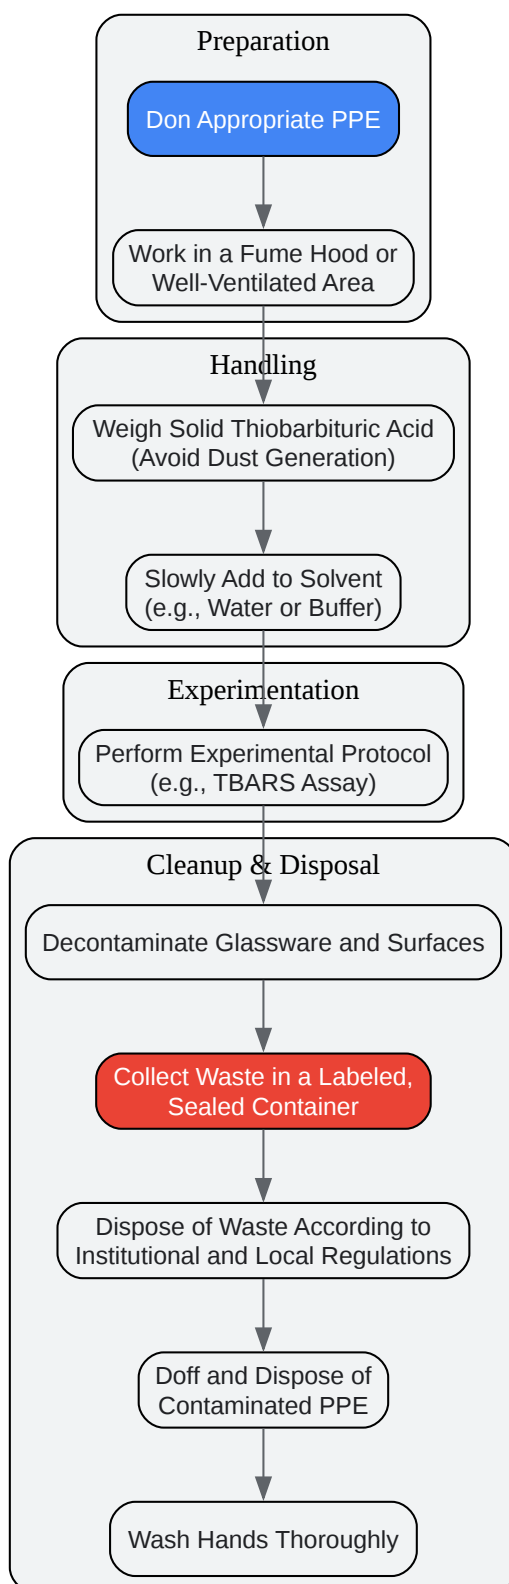 Preparation
Don Appropriate PPE
Work in a Fume Hood or
Well-Ventilated Area
Handling
Weigh Solid Thiobarbituric Acid
(Avoid Dust Generation)
Slowly Add to Solvent
(e.g., Water or Buffer)
Experimentation
Perform Experimental Protocol
(e.g., TBARS Assay)
Cleanup & Disposal
Decontaminate Glassware and Surfaces
Collect Waste in a Labeled,
Sealed Container
Dispose of Waste According to
Institutional and Local Regulations
Doff and Dispose of
Contaminated PPE
Wash Hands Thoroughly